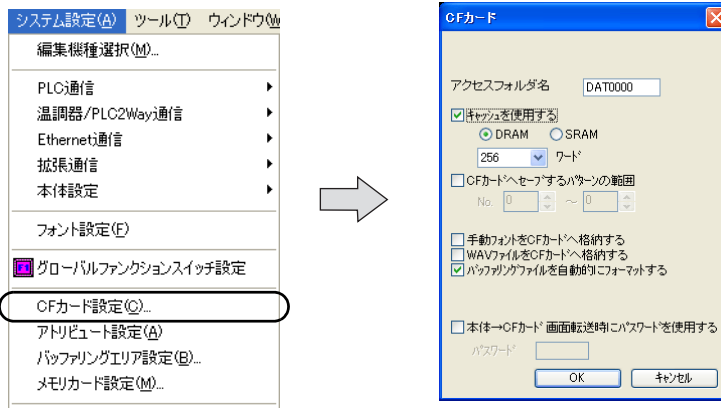 システム設定(A) ツール(T) ウィンドウ(W
編集機種選択(M)...
PLC通信
温調器/PLC2Way通信
Ethernet通信
拡張通信
本体設定
フォント設定(F)
グローバルファンクションスイッチ設定
CFカード設定(C)...
アトリビュート設定(A)
バッファリングエリア設定(B)...
メモリカード設定(M)...
CFカード
アクセスフォルダ名 DAT0000
キャッシュを使用する
DRAM SRAM
256 ワード
CFカードへセーブするパターンの範囲
No. 0 ～ 0
手動フォントをCFカードへ格納する
WAVファイルをCFカードへ格納する
バッファリングファイルを自動的にフォーマットする
本体→CFカード 画面転送時にパスワードを使用する
パスワード
OK キャンセル